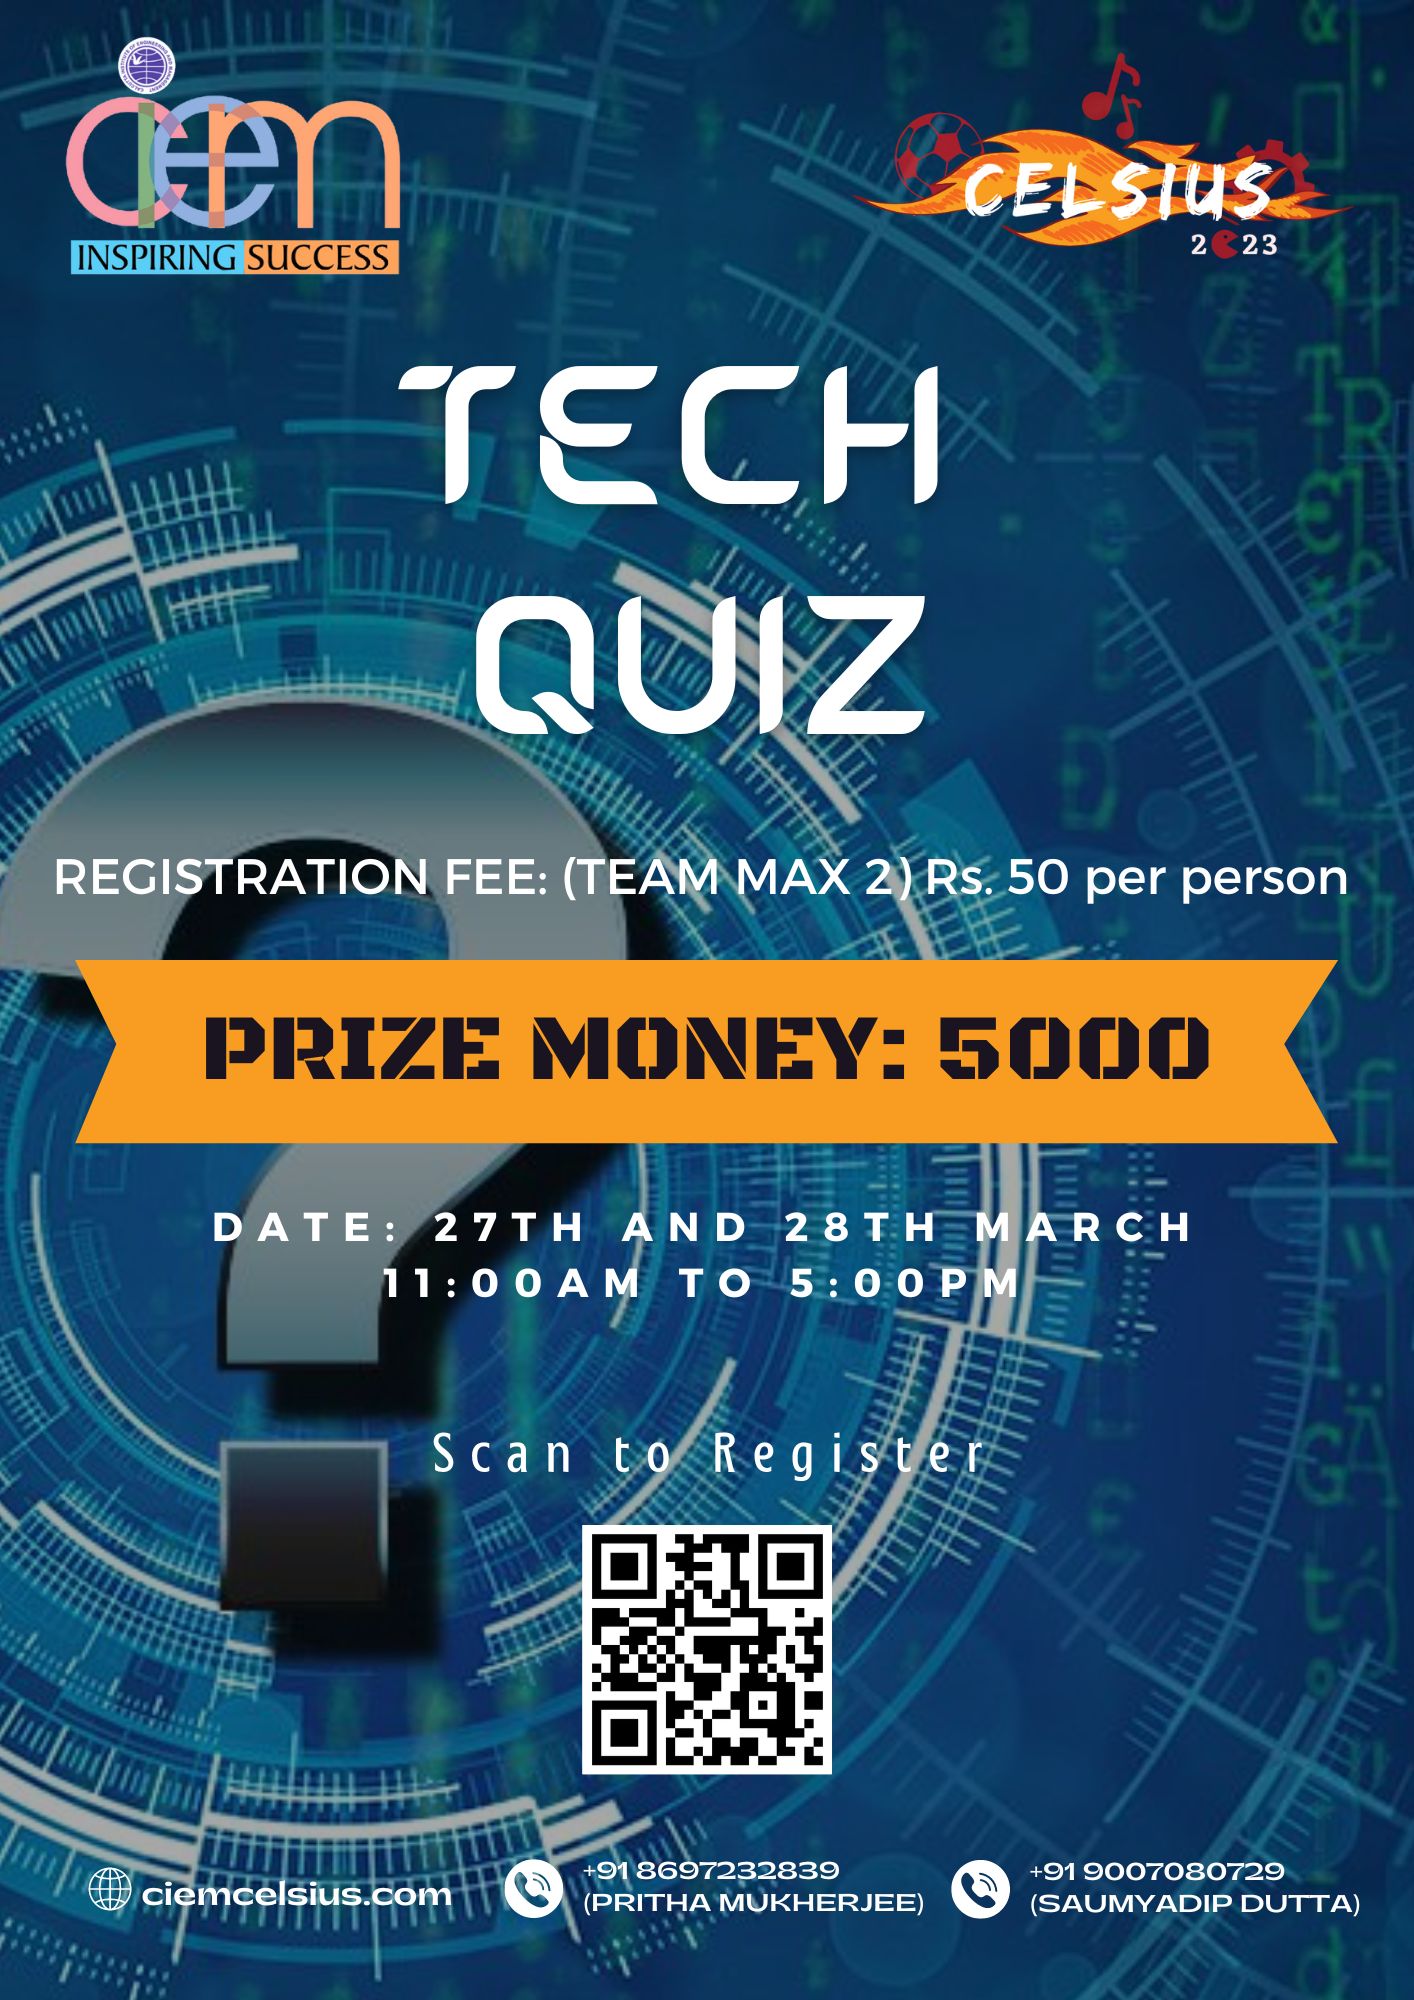 ciem
INSPIRING SUCCESS
CELSIUS
2023
TECH
QUIZ
REGISTRATION FEE: (TEAM MAX 2) Rs. 50 per person
PRIZE MONEY: 5000
DATE: 27TH AND 28TH MARCH
11:00AM TO 5:00PM
Scan to Register
ciemcelsius.com
+91 8697232839
(PRITHA MUKHERJEE)
+91 9007080729
(SAUMYADIP DUTTA)